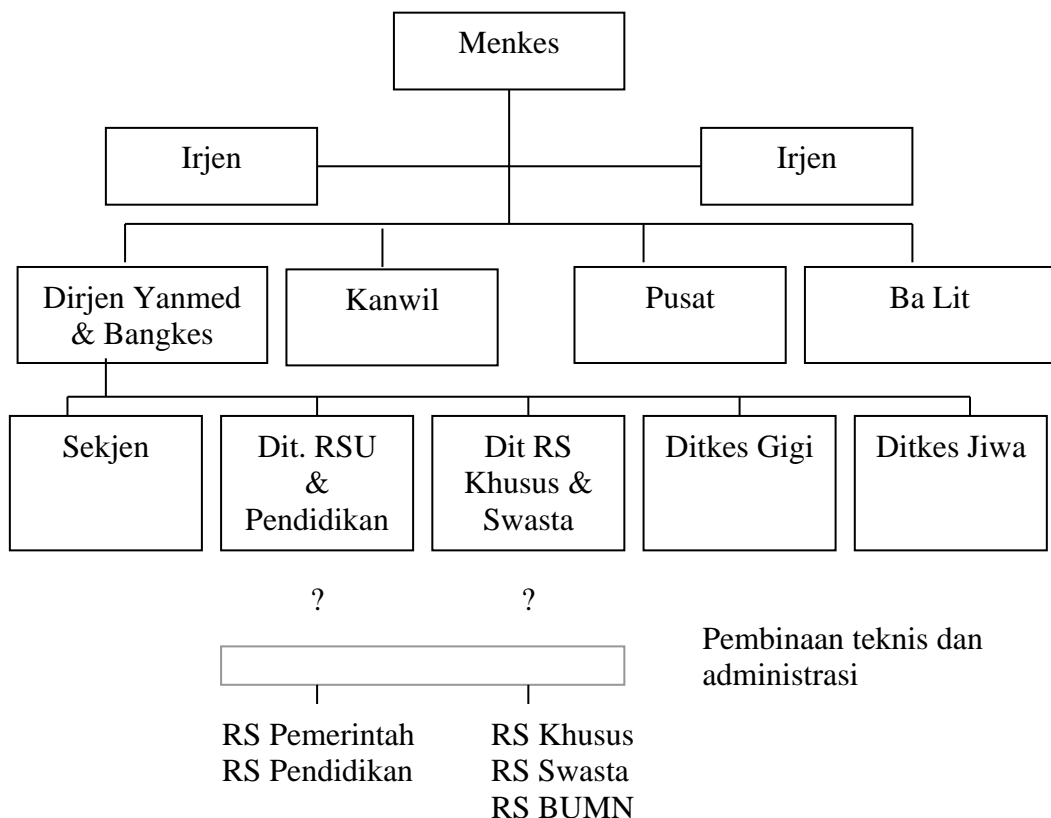 Menkes
Irjen
Irjen
Dirjen Yanmed
& Bangkes
Kanwil
Pusat
Ba Lit
Sekjen
Dit. RSU
&
Pendidikan
Dit RS
Khusus &
Swasta
Ditkes Gigi
Ditkes Jiwa
?
?
Pembinaan teknis dan
administrasi
RS Pemerintah
RS Pendidikan
RS Khusus
RS Swasta
RS BUMN